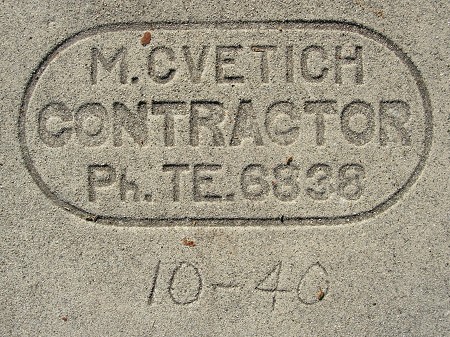 M. CVETICH
CONTRACTOR
Ph. TE. 6838
10-40